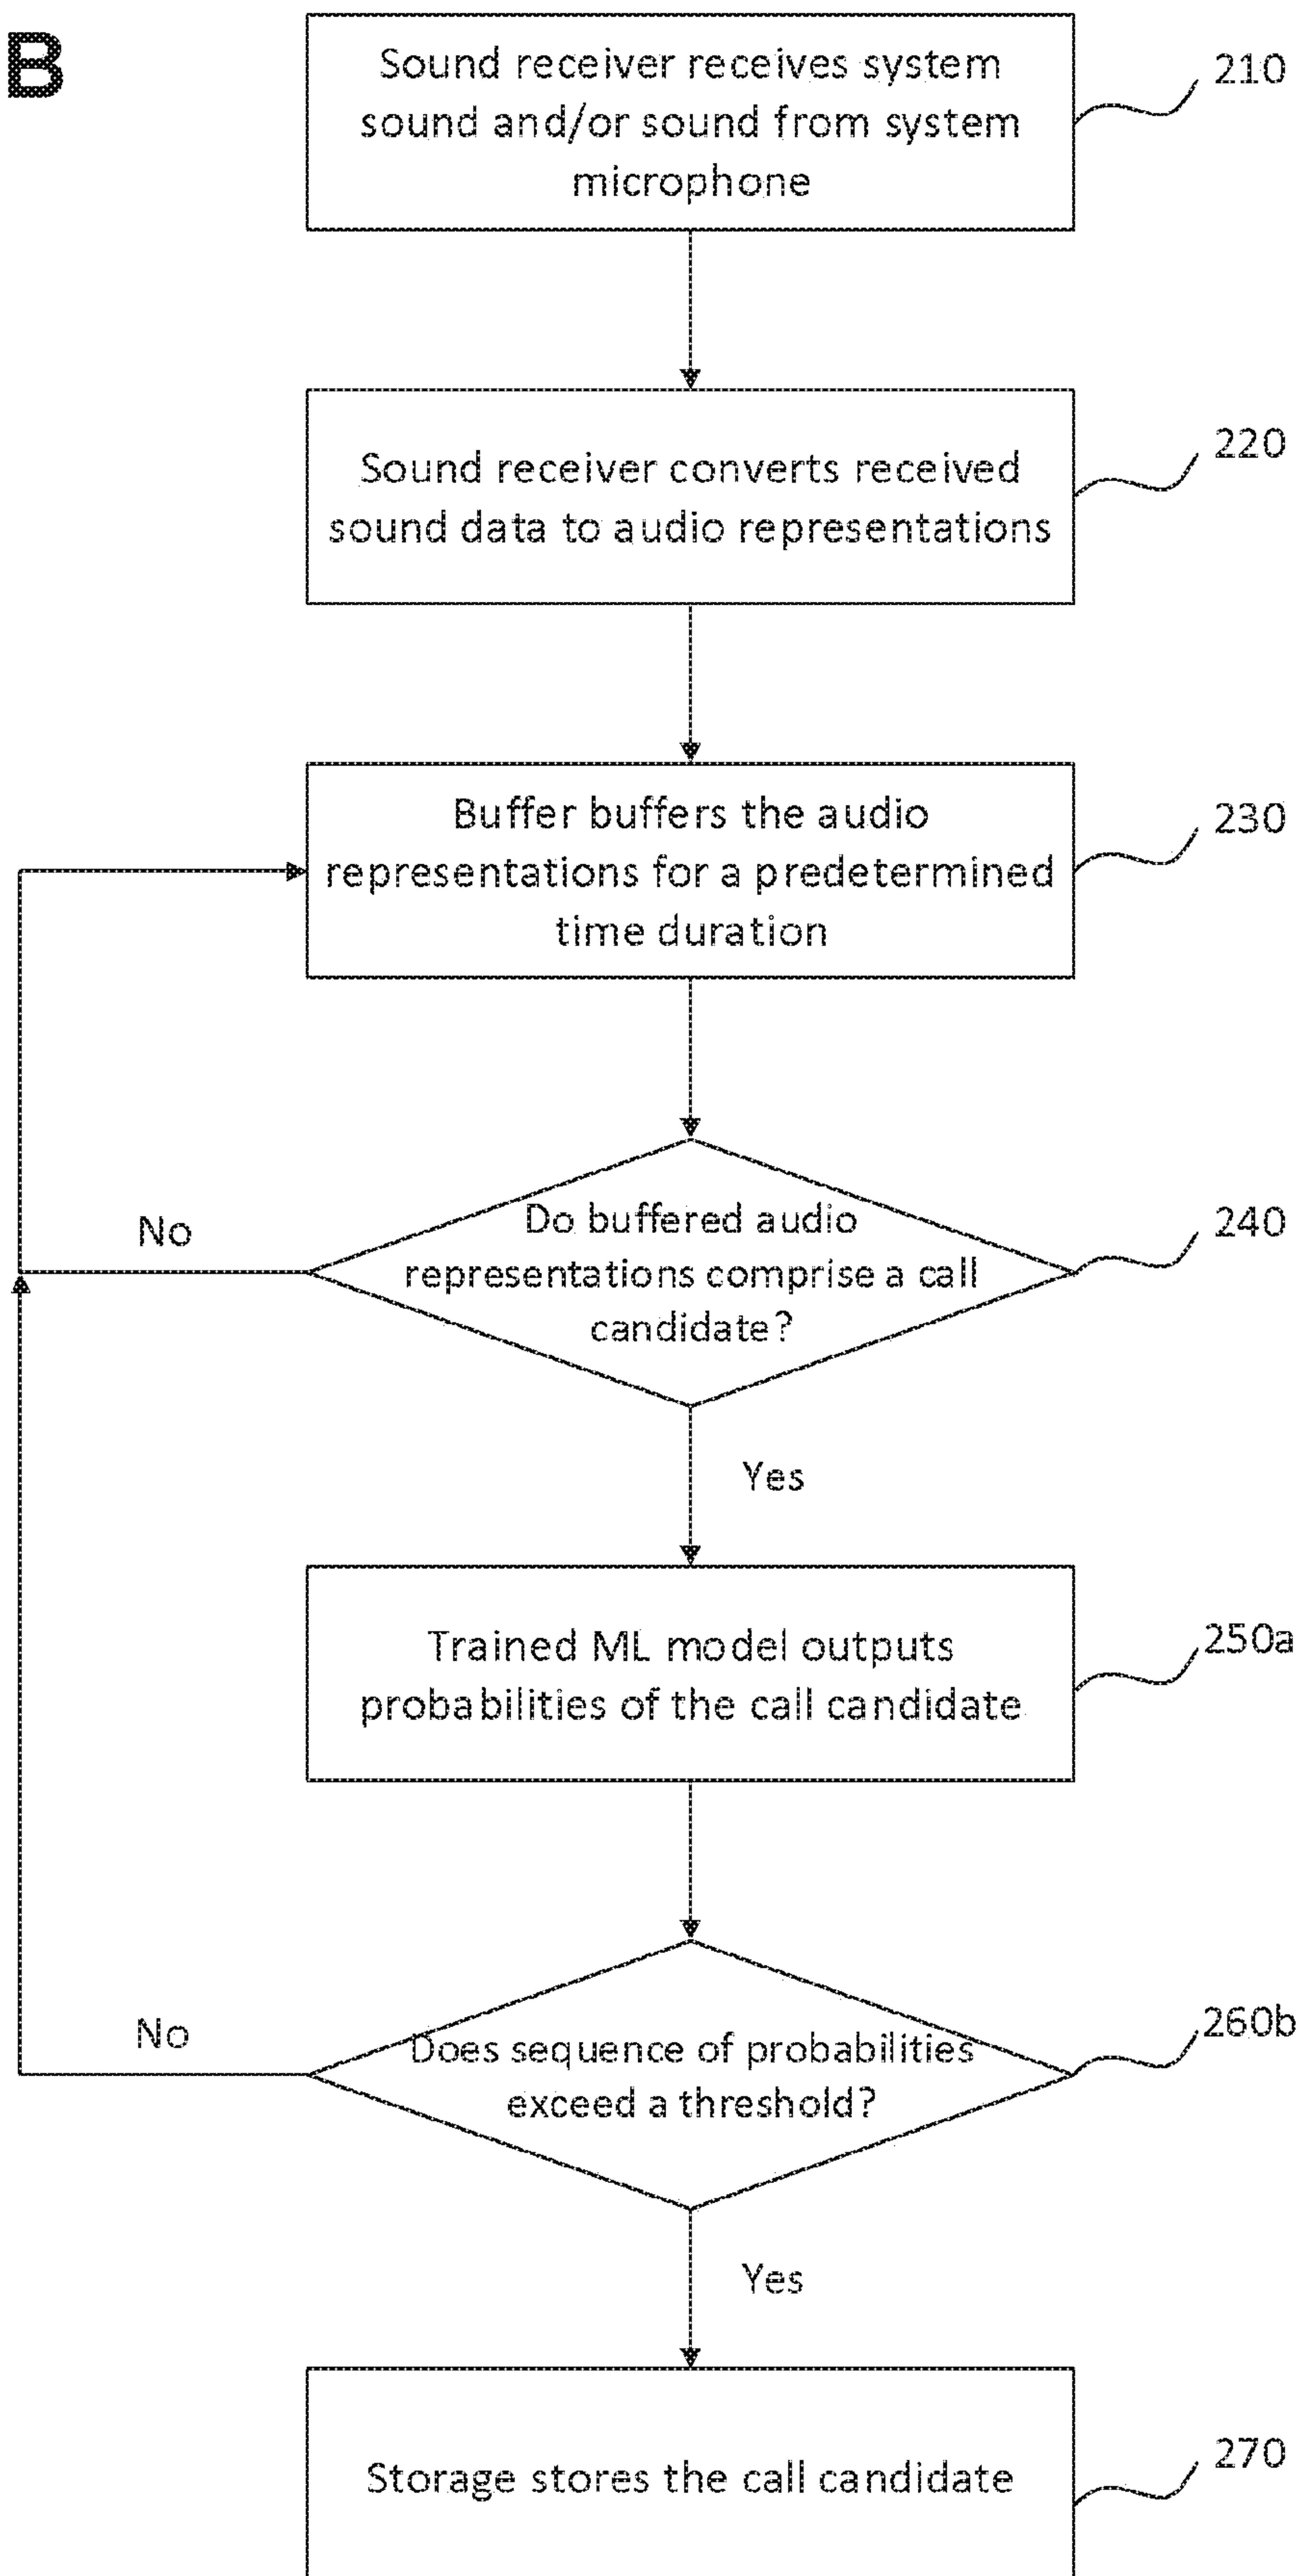 B
Sound receiver receives system
sound and/or sound from system
microphone
210
Sound receiver converts received
sound data to audio representations
220
Buffer buffers the audio
representations for a predetermined
time duration
230
Do buffered audio
representations comprise a call
candidate?
240
No
Yes
Trained ML model outputs
probabilities of the call candidate
250a
Does sequence of probabilities
exceed a threshold?
260b
No
Yes
Storage stores the call candidate
270